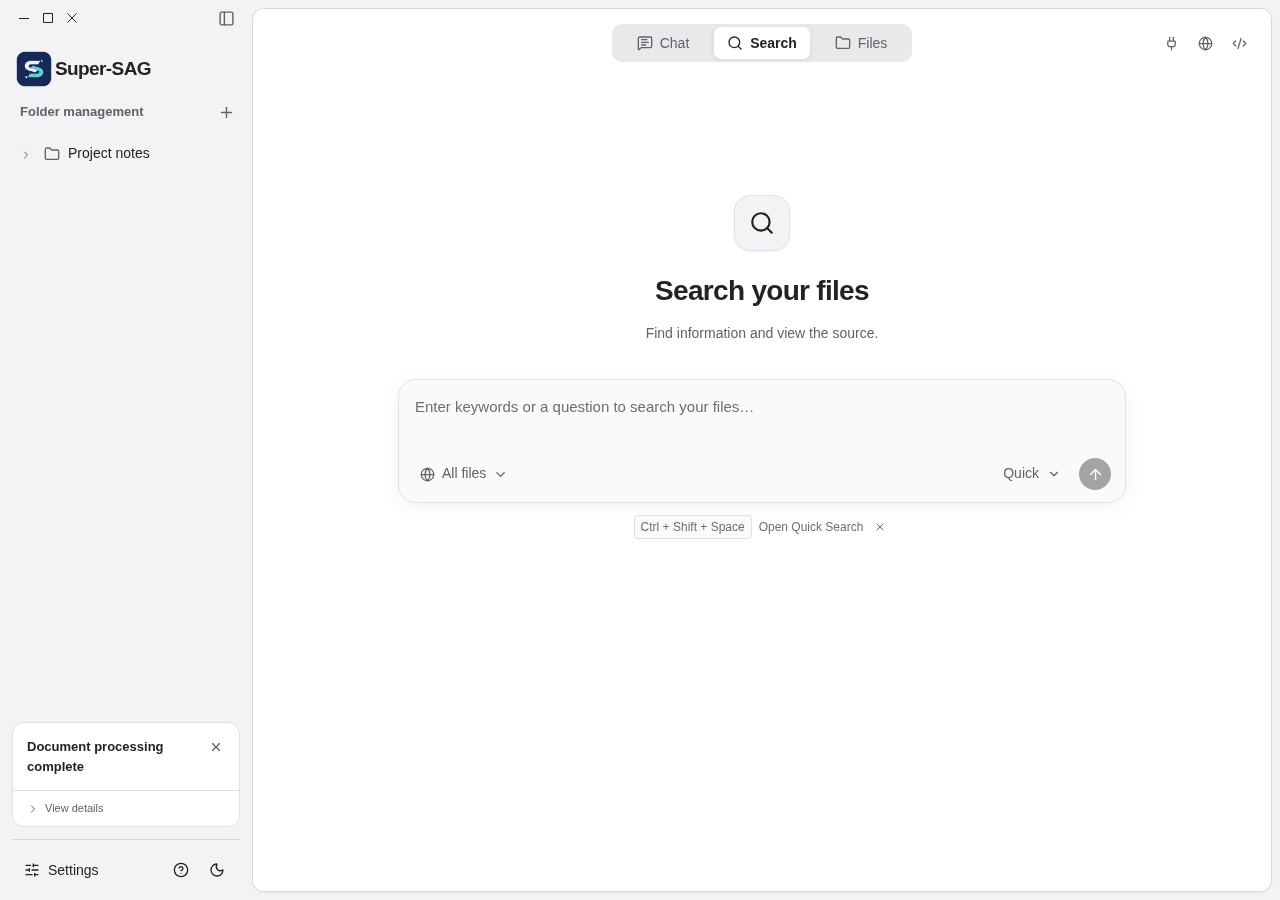 Super-SAG
Folder management
Project notes
Document processing
complete
View details
Settings
Chat
Search
Files
Search your files
Find information and view the source.
Enter keywords or a question to search your files…
All files
Quick
Ctrl + Shift + Space
Open Quick Search